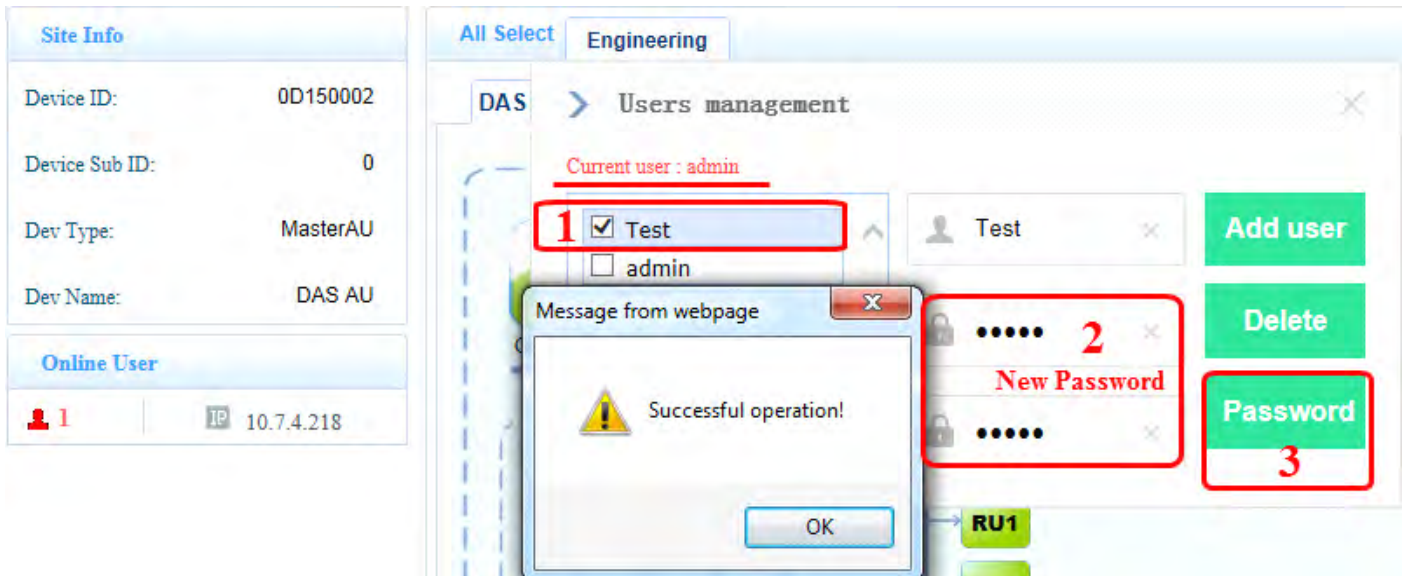 Site Info
Device ID: 0D150002
Device Sub ID: 0
Dev Type: MasterAU
Dev Name: DAS AU
Online User
1 IP 10.7.4.218
All Select Engineering
DAS Users management
Current user : admin
1 Test
admin
Test
Add user
Message from webpage
Successful operation!
OK
••••• 2
New Password
•••••
Delete
Password
3
RU1